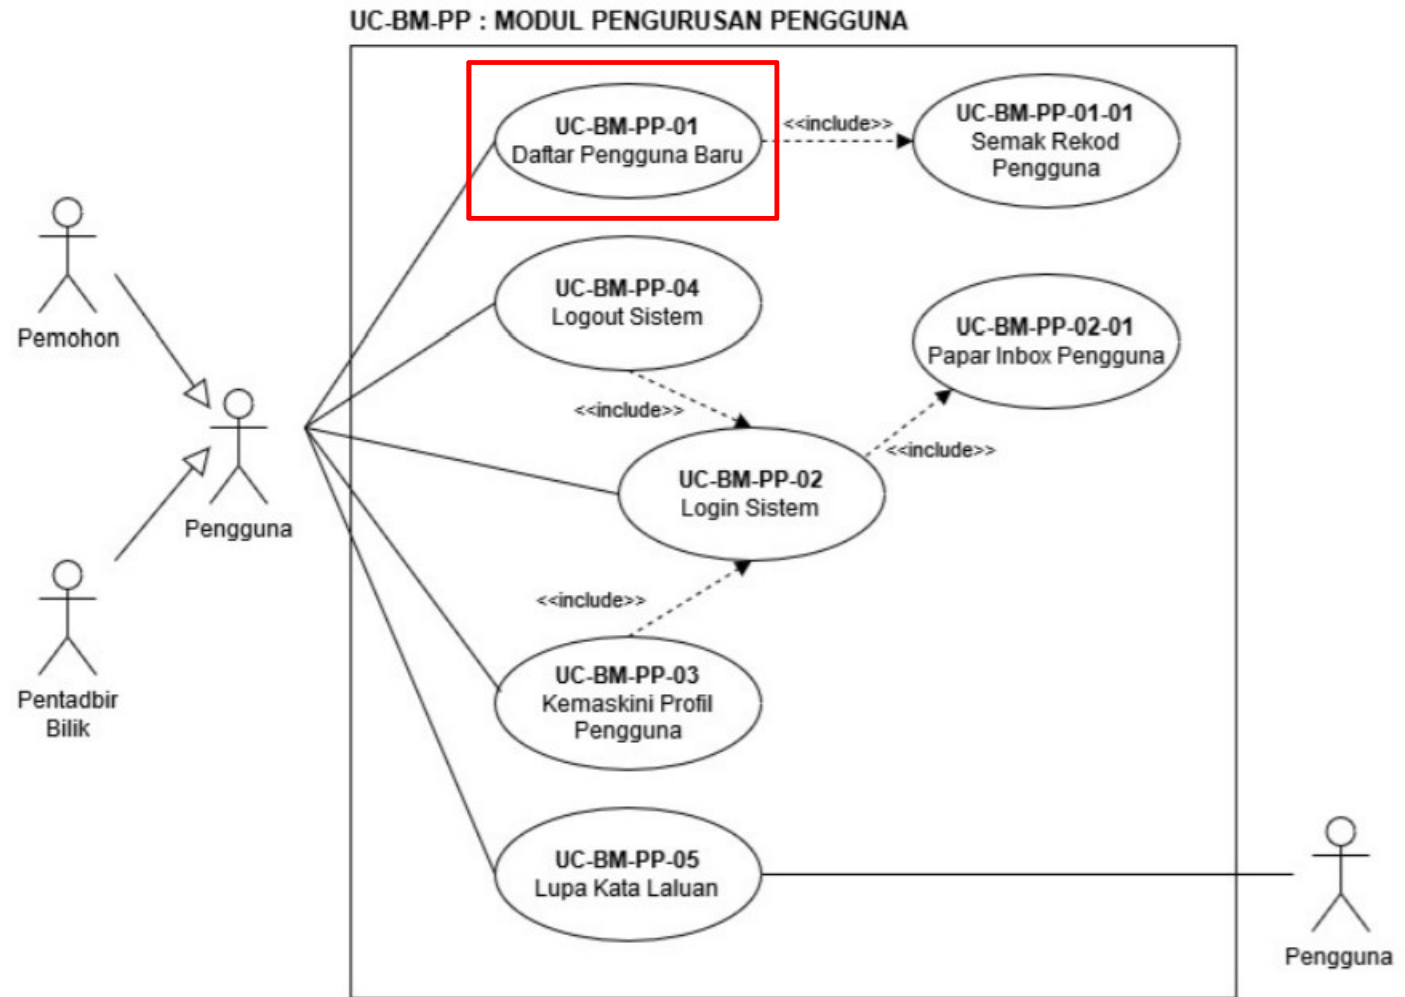 UC-BM-PP : MODUL PENGURUSAN PENGGUNA
UC-BM-PP-01
Daftar Pengguna Baru
<<include>>
UC-BM-PP-01-01
Semak Rekod
Pengguna
UC-BM-PP-04
Logout Sistem
Pemohon
UC-BM-PP-02-01
Papar Inbox Pengguna
<<include>>
<<include>>
UC-BM-PP-02
Login Sistem
Pengguna
<<include>>
UC-BM-PP-03
Kemaskini Profil
Pengguna
Pentadbir
Bilik
UC-BM-PP-05
Lupa Kata Laluan
Pengguna